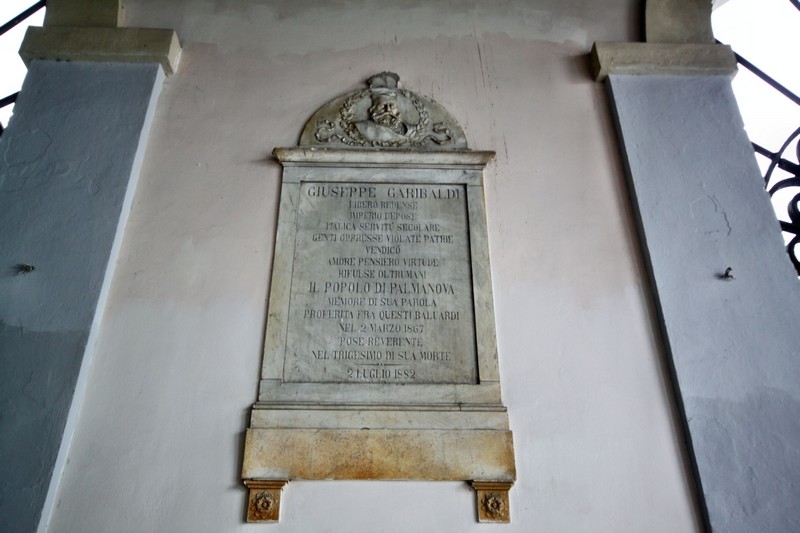 GIUSEPPE GARIBALDI
LIBERO REDENSE
IMPERIO DEPOSE
ITALICA SERVITÙ SECOLARE
GENTI OPPRESSE VIOLATE PATRIE
VENDICÒ
AMORE PENSIERO VIRTUDE
RIFULSE OLTRUMANI
IL POPOLO DI PALMANOVA
MEMORE DI SUA PAROLA
PROFERITA FRA QUESTI BALUARDI
NEL 2 MARZO 1867
POSE REVERENTE
NEL TRIGESIMO DI SUA MORTE
2 LUGLIO 1882